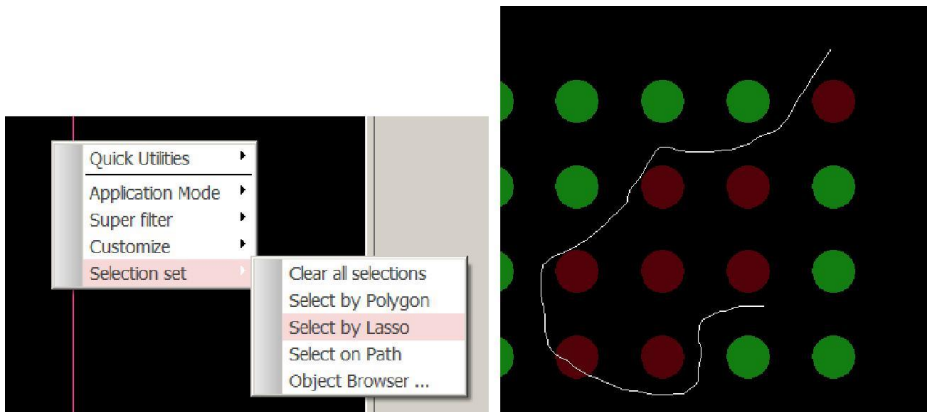 Quick Utilities
Application Mode
Super filter
Customize
Selection set
Clear all selections
Select by Polygon
Select by Lasso
Select on Path
Object Browser ...